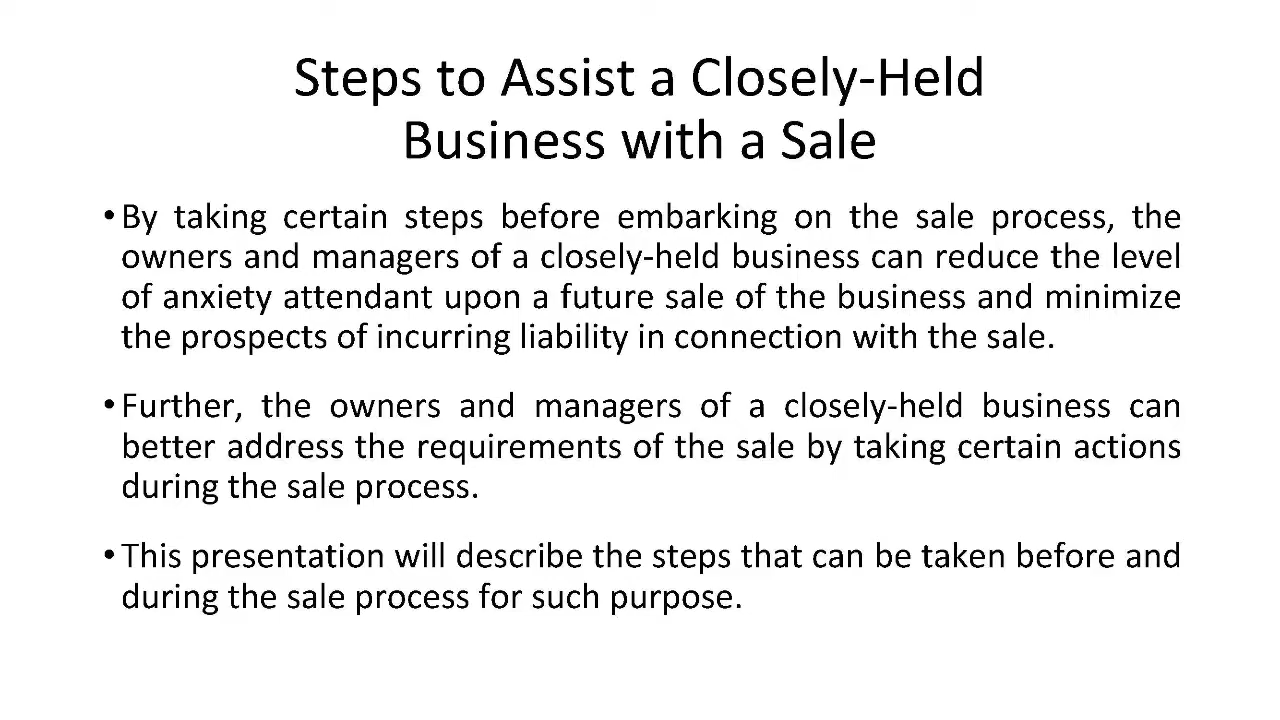 Steps to Assist a Closely-Held
Business with a Sale
•By taking certain steps before embarking on the sale process, the
owners and managers of a closely-held business can reduce the level
of anxiety attendant upon a future sale of the business and minimize
the prospects of incurring liability in connection with the sale.
•Further, the owners and managers of a closely-held business can
better address the requirements of the sale by taking certain actions
during the sale process.
•This presentation will describe the steps that can be taken before and
during the sale process for such purpose.